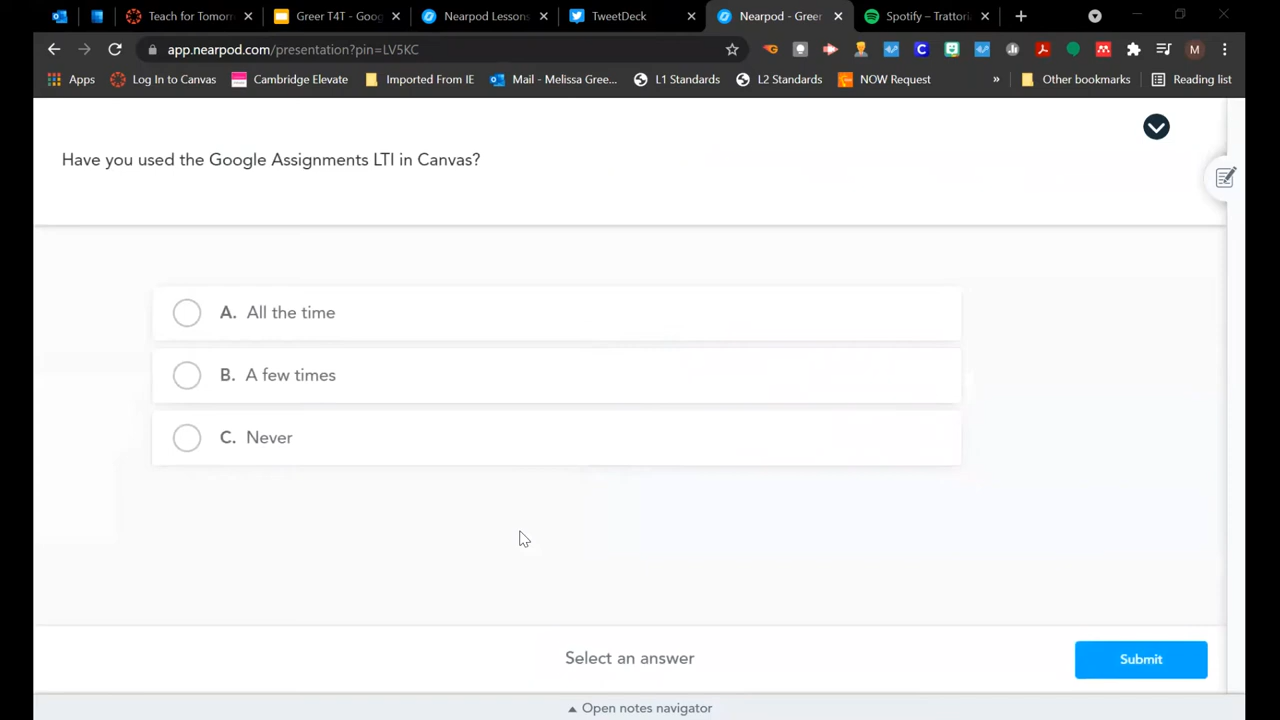 Teach for Tomorr
Greer T4T - Goog
Nearpod Lessons
TweetDeck
Nearpod - Greer
Spotify – Trattori
app.nearpod.com/presentation?pin=LV5KC
M
Apps
Log In to Canvas
Cambridge Elevate
Imported From IE
Mail - Melissa Gree...
L1 Standards
L2 Standards
NOW Request
»
Other bookmarks
Reading list
Have you used the Google Assignments LTI in Canvas?
A. All the time
B. A few times
C. Never
Select an answer
Submit
Open notes navigator